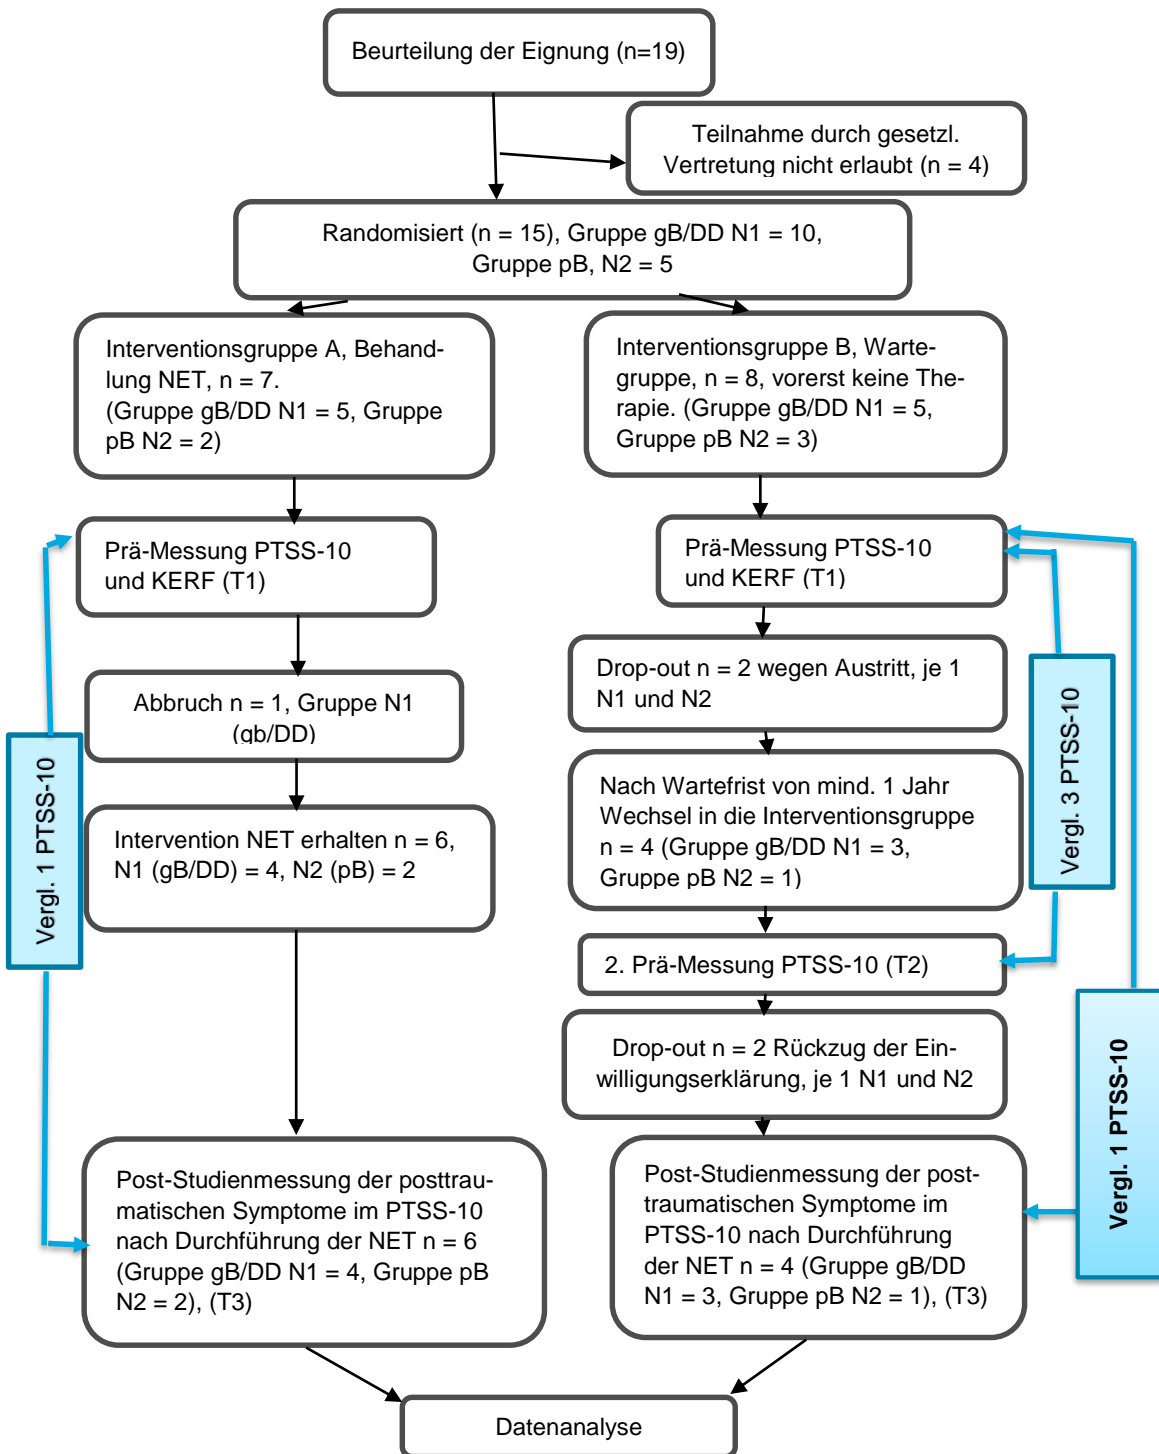 Beurteilung der Eignung (n=19)
Teilnahme durch gesetzl.
Vertretung nicht erlaubt (n = 4)
Randomisiert (n = 15), Gruppe gB/DD N1 = 10,
Gruppe pB, N2 = 5
Interventionsgruppe A, Behand-
lung NET, n = 7.
(Gruppe gB/DD N1 = 5, Gruppe
pB N2 = 2)
Interventionsgruppe B, Warte-
gruppe, n = 8, vorerst keine The-
rapie. (Gruppe gB/DD N1 = 5,
Gruppe pB N2 = 3)
Prä-Messung PTSS-10
und KERF (T1)
Prä-Messung PTSS-10
und KERF (T1)
Abbruch n = 1, Gruppe N1
(gb/DD)
Drop-out n = 2 wegen Austritt, je 1
N1 und N2
Intervention NET erhalten n = 6,
N1 (gB/DD) = 4, N2 (pB) = 2
Nach Wartefrist von mind. 1 Jahr
Wechsel in die Interventionsgruppe
n = 4 (Gruppe gB/DD N1 = 3,
Gruppe pB N2 = 1)
2. Prä-Messung PTSS-10 (T2)
Drop-out n = 2 Rückzug der Ein-
willigungserklärung, je 1 N1 und N2
Post-Studienmessung der posttrau-
matischen Symptome im PTSS-10
nach Durchführung der NET n = 6
(Gruppe gB/DD N1 = 4, Gruppe pB
N2 = 2), (T3)
Post-Studienmessung der post-
traumatischen Symptome im
PTSS-10 nach Durchführung
der NET n = 4 (Gruppe gB/DD
N1 = 3, Gruppe pB N2 = 1), (T3)
Datenanalyse
Vergl. 1 PTSS-10
Vergl. 3 PTSS-10
Vergl. 1 PTSS-10